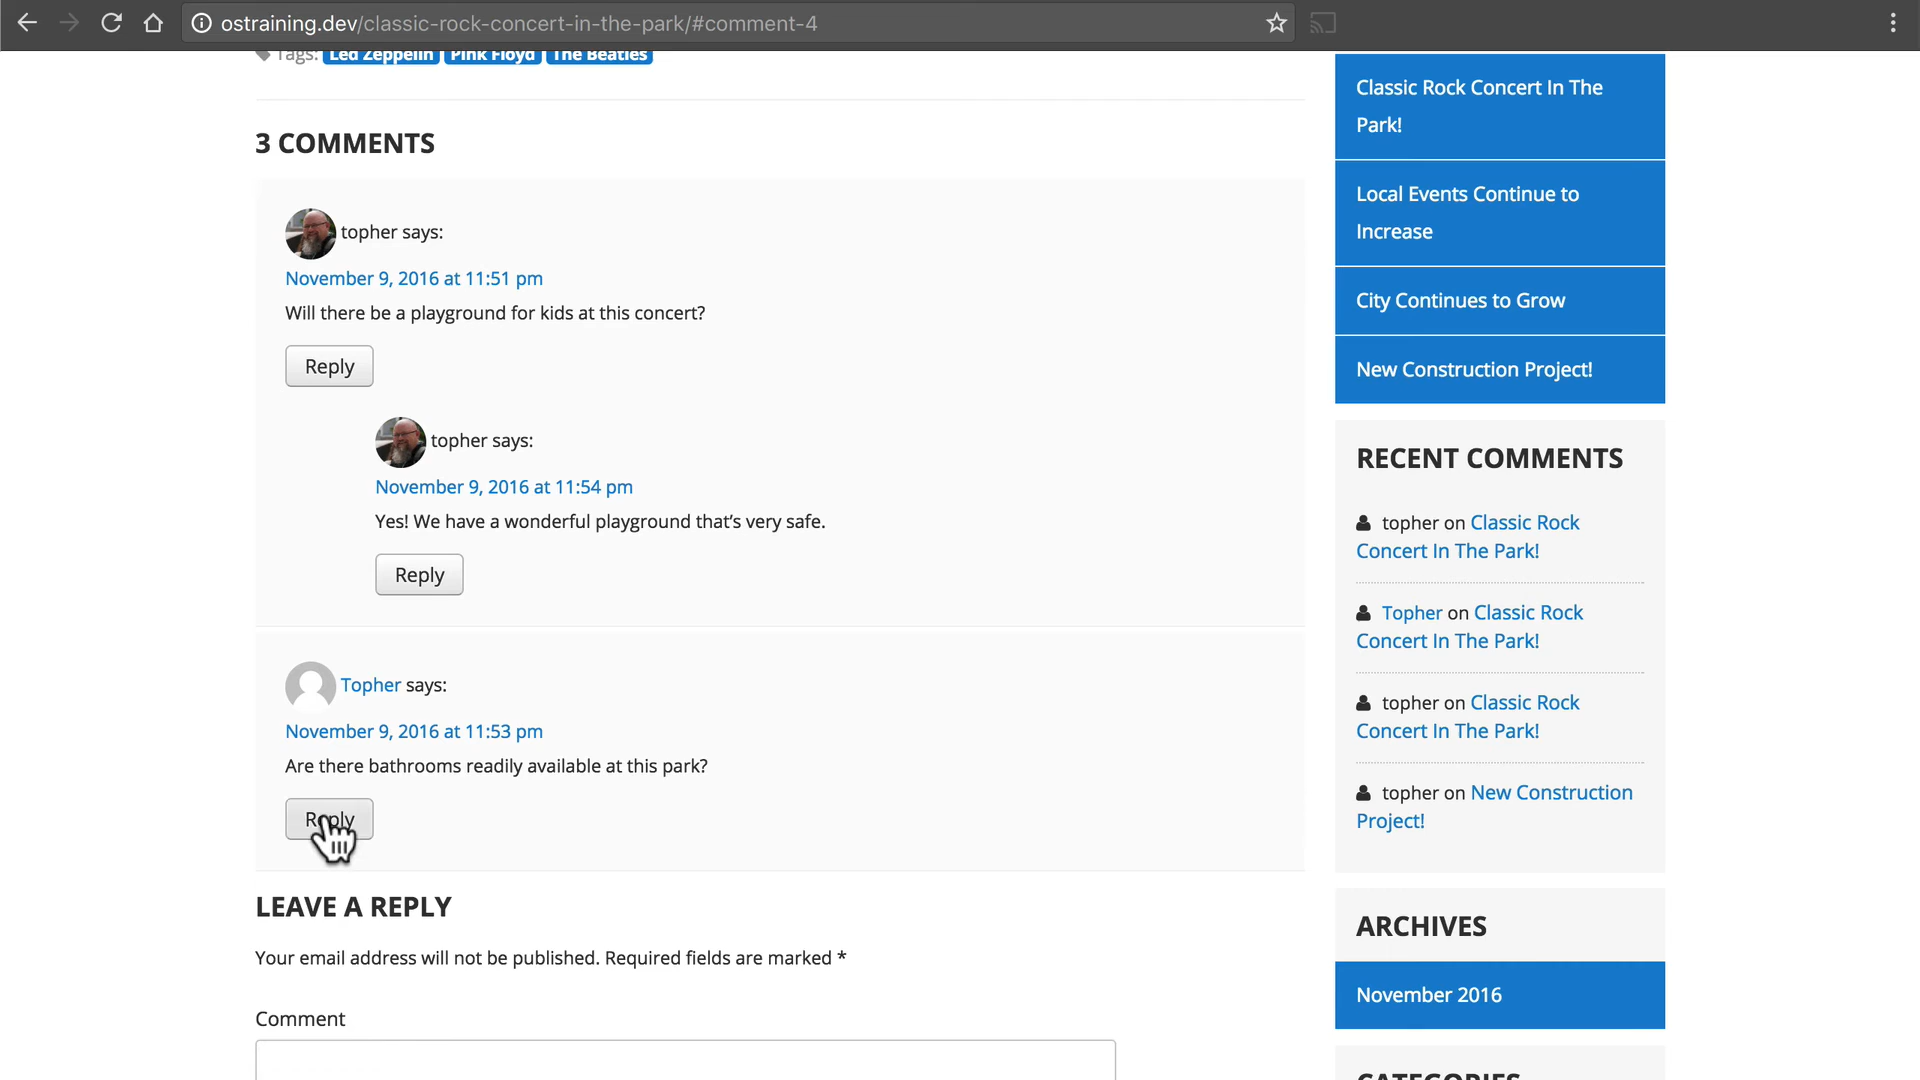 ostraining.dev/classic-rock-concert-in-the-park/#comment-4
Tags: Led Zeppelin Pink Floyd The Beatles
3 COMMENTS
topher says:
November 9, 2016 at 11:51 pm
Will there be a playground for kids at this concert?
Reply
topher says:
November 9, 2016 at 11:54 pm
Yes! We have a wonderful playground that's very safe.
Reply
Topher says:
November 9, 2016 at 11:53 pm
Are there bathrooms readily available at this park?
Reply
LEAVE A REPLY
Your email address will not be published. Required fields are marked *
Comment
Classic Rock Concert In The
Park!
Local Events Continue to
Increase
City Continues to Grow
New Construction Project!
RECENT COMMENTS
topher on Classic Rock
Concert In The Park!
Topher on Classic Rock
Concert In The Park!
topher on Classic Rock
Concert In The Park!
topher on New Construction
Project!
ARCHIVES
November 2016
CATEGORIES